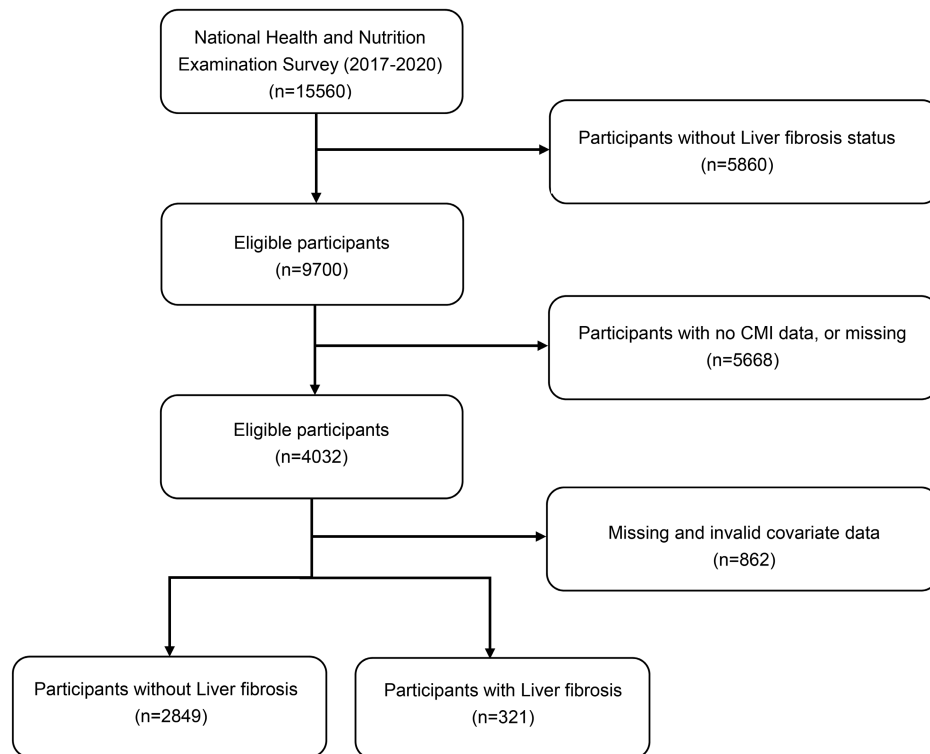 National Health and Nutrition
Examination Survey (2017-2020)
(n=15560)
Participants without Liver fibrosis status
(n=5860)
Eligible participants
(n=9700)
Participants with no CMI data, or missing
(n=5668)
Eligible participants
(n=4032)
Missing and invalid covariate data
(n=862)
Participants without Liver fibrosis
(n=2849)
Participants with Liver fibrosis
(n=321)